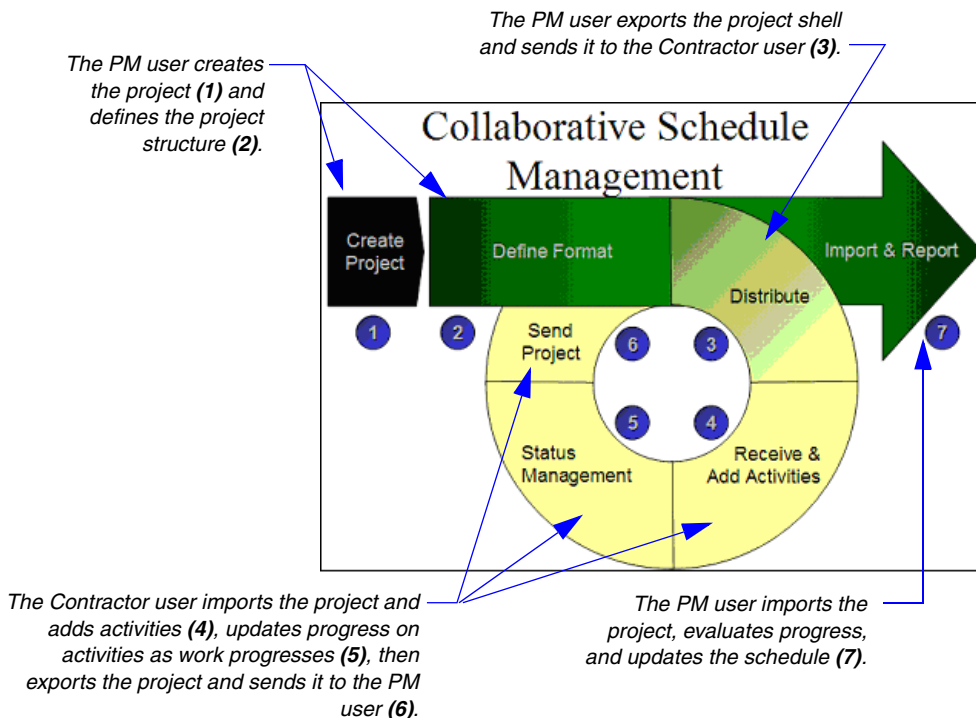 The PM user exports the project shell
and sends it to the Contractor user (3).
The PM user creates
the project (1) and
defines the project
structure (2).
Collaborative Schedule
Management
Create
Project
Define Format
Import & Report
Distribute
1
2
Send
Project
6
3
7
5
4
Status
Management
Receive &
Add Activities
The Contractor user imports the project and
adds activities (4), updates progress on
activities as work progresses (5), then
exports the project and sends it to the PM
user (6).
The PM user imports the
project, evaluates progress,
and updates the schedule (7).